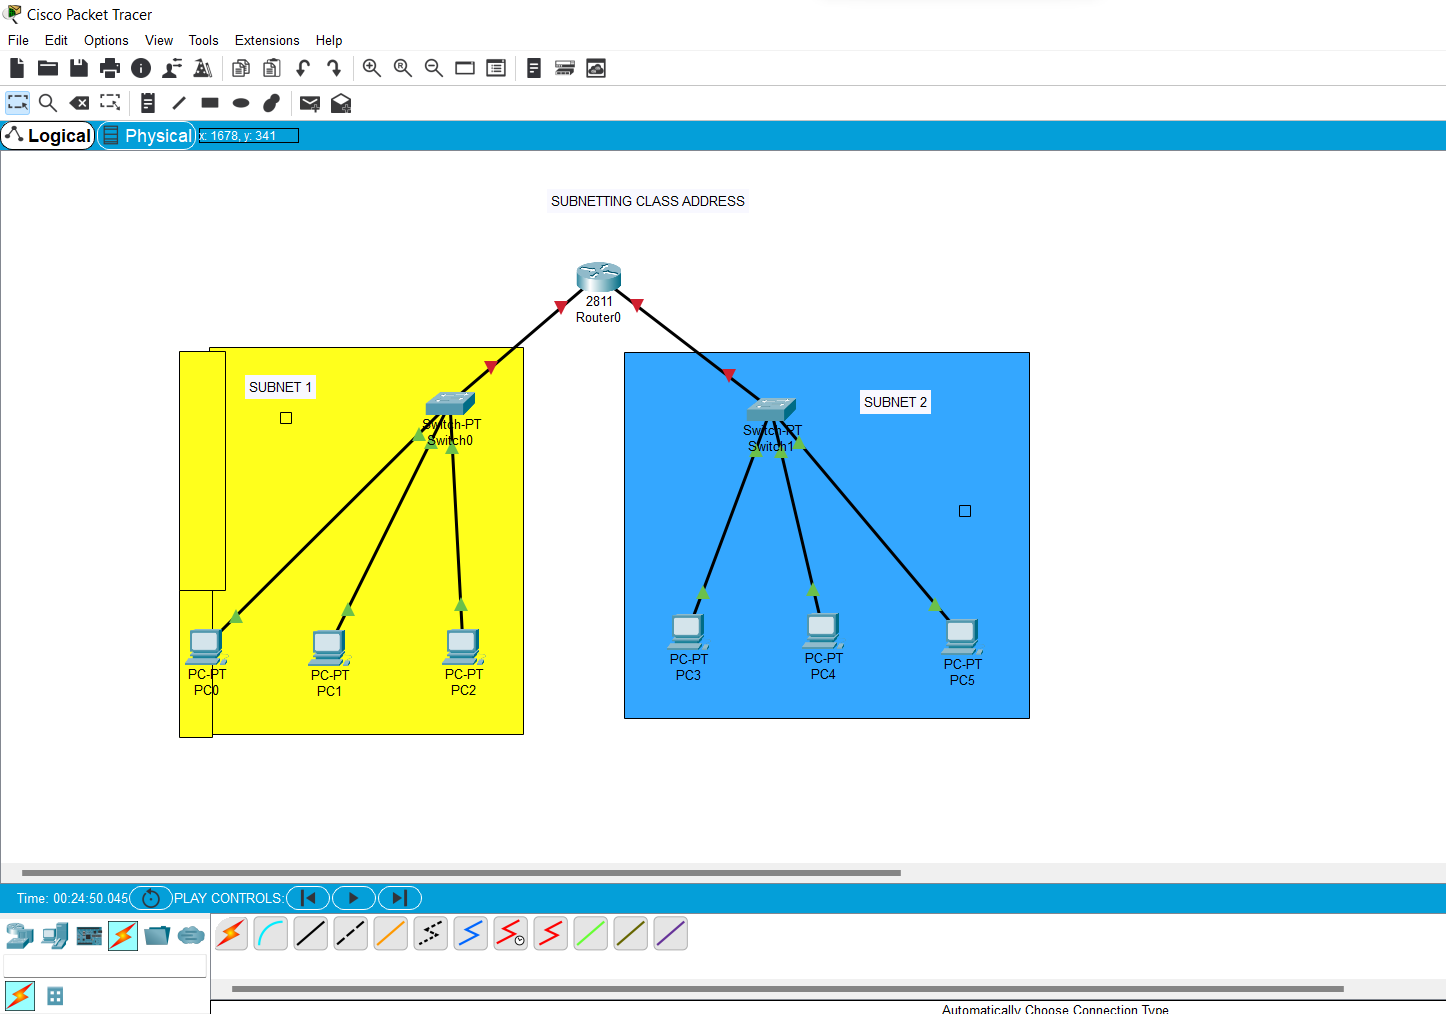 Cisco Packet Tracer
File Edit Options View Tools Extensions Help
Logical Physical x: 1678, y: 341
SUBNETTING CLASS ADDRESS
2811
Router0
SUBNET 1
SUBNET 2
Switch-PT
Switch0
Switch-PT
Switch1
PC-PT
PC0
PC-PT
PC1
PC-PT
PC2
PC-PT
PC3
PC-PT
PC4
PC-PT
PC5
Time: 00:24:50.045 PLAY CONTROLS:
Automatically Choose Connection Type